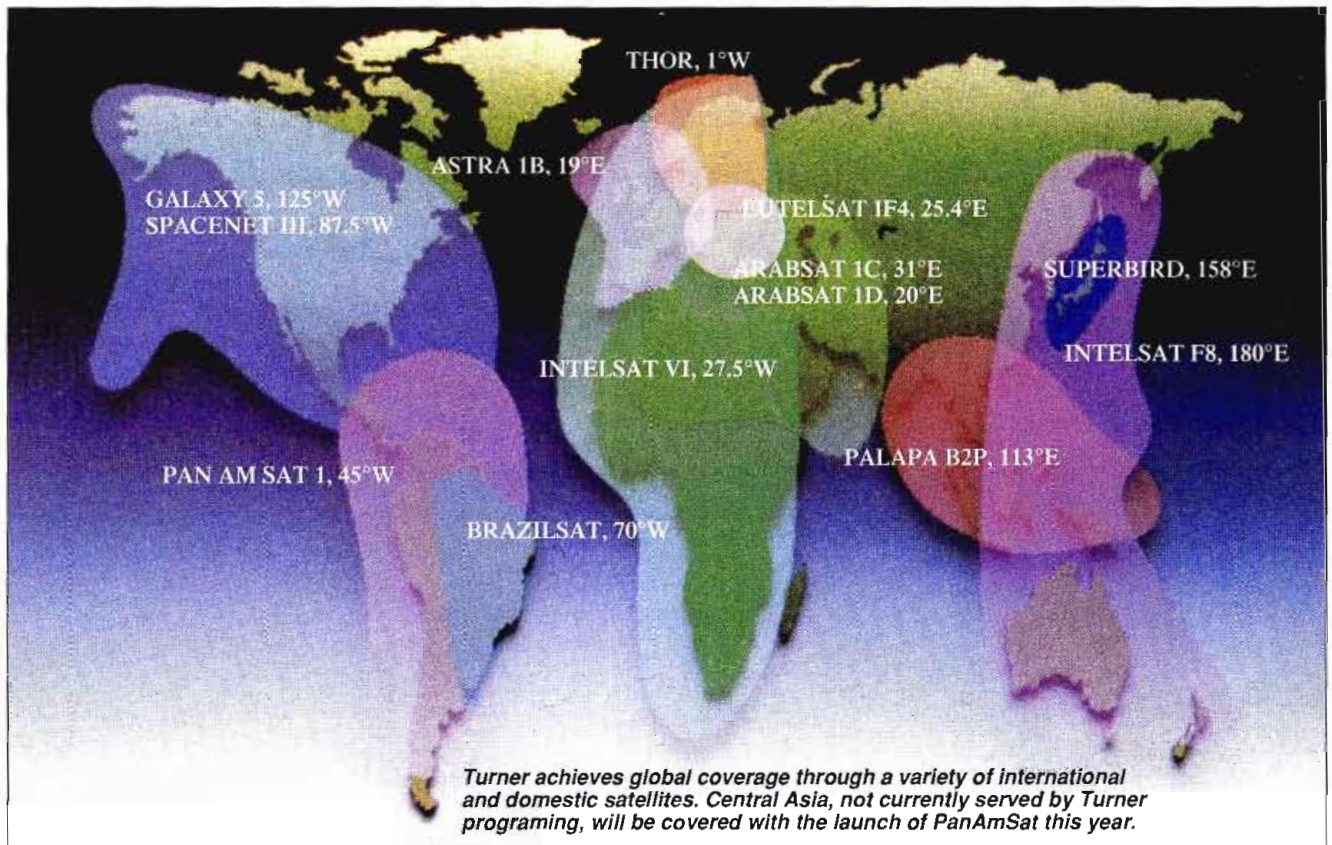 THOR, 1°W
ASTRA 1B, 19°E
GALAXY 5, 125°W
SPACENET III, 87.5°W
EUTELSAT IF4, 25.4°E
ARABSAT 1C, 31°E
ARABSAT 1D, 20°E
SUPERBIRD, 158°E
INTELSAT VI, 27.5°W
INTELSAT F8, 180°E
PAN AM SAT 1, 45°W
PALAPA B2P, 113°E
BRAZILSAT, 70°W
Turner achieves global coverage through a variety of international
and domestic satellites. Central Asia, not currently served by Turner
programing, will be covered with the launch of PanAmSat this year.